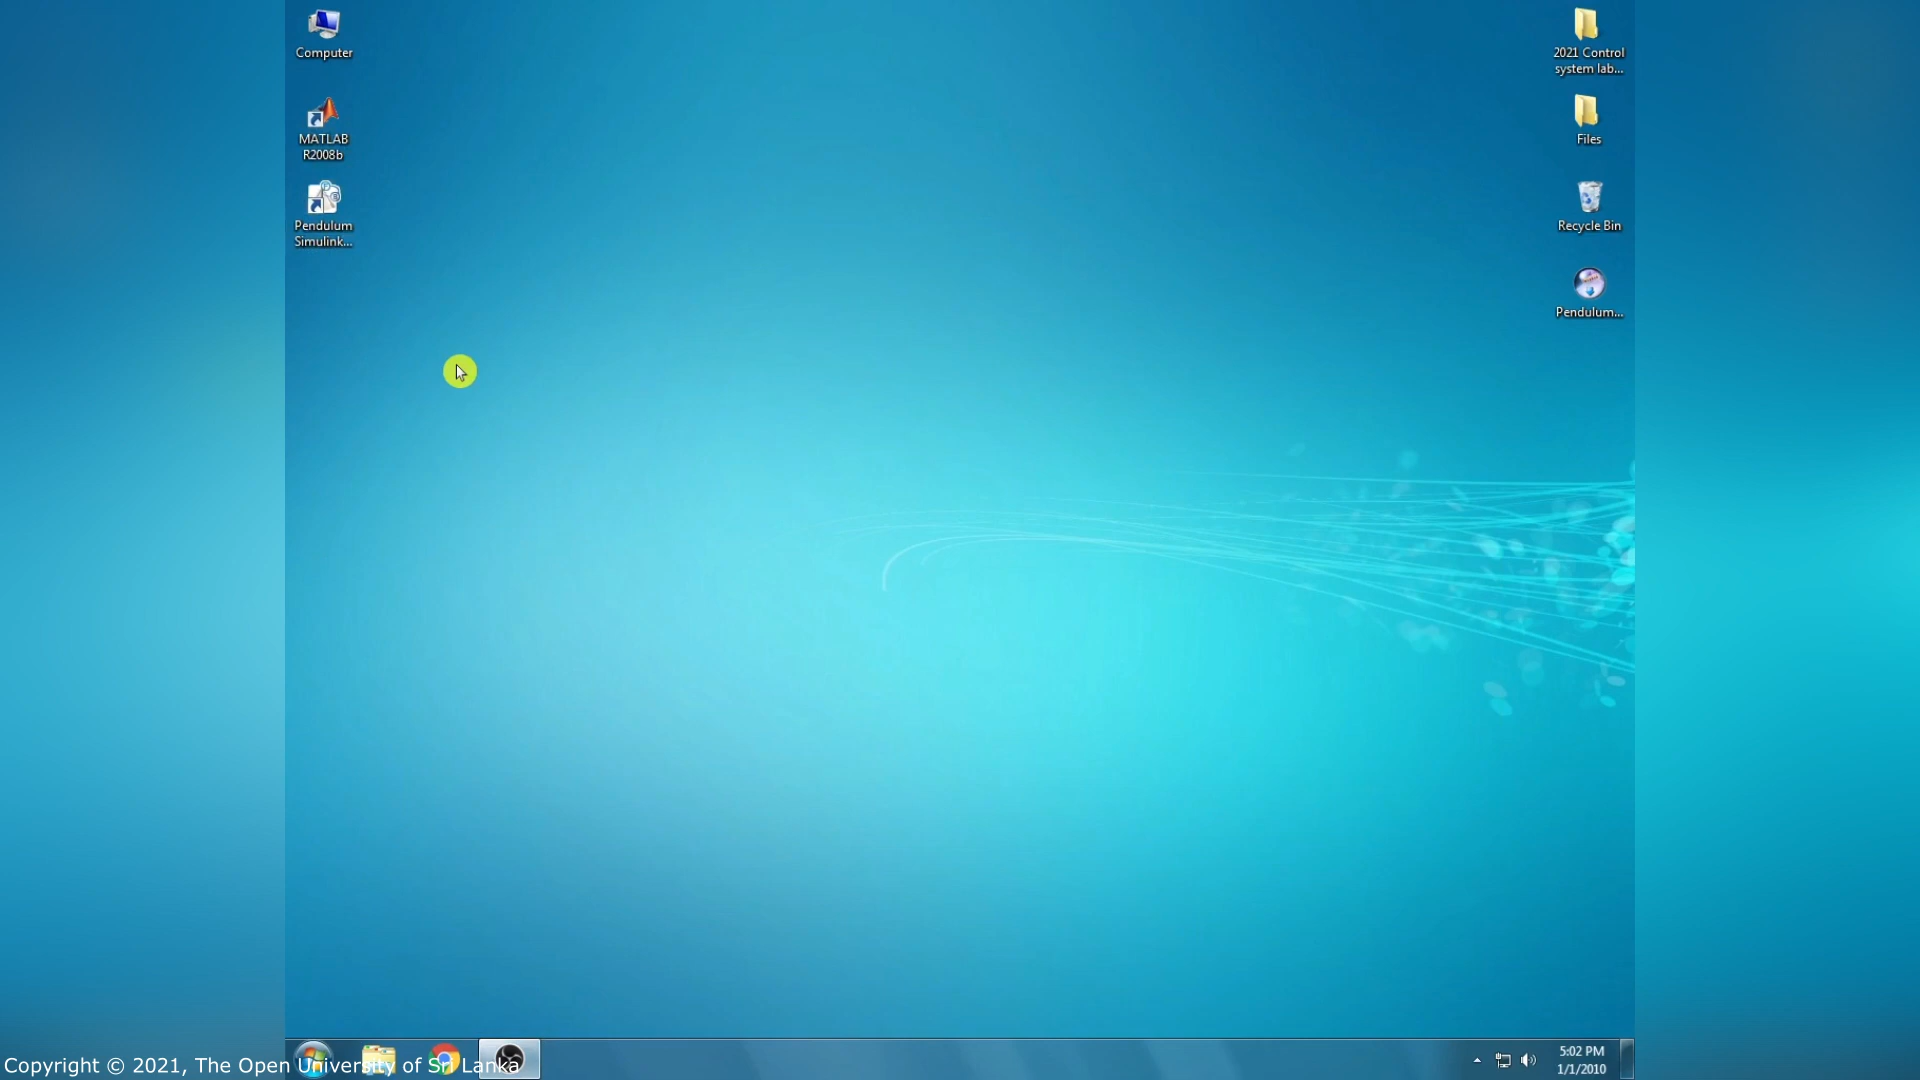 Computer
MATLAB
R2008b
Pendulum
Simulink...
2021 Control
system lab...
Files
Recycle Bin
Pendulum...
5:02 PM
1/1/2010
Copyright © 2021, The Open University of Sri Lanka